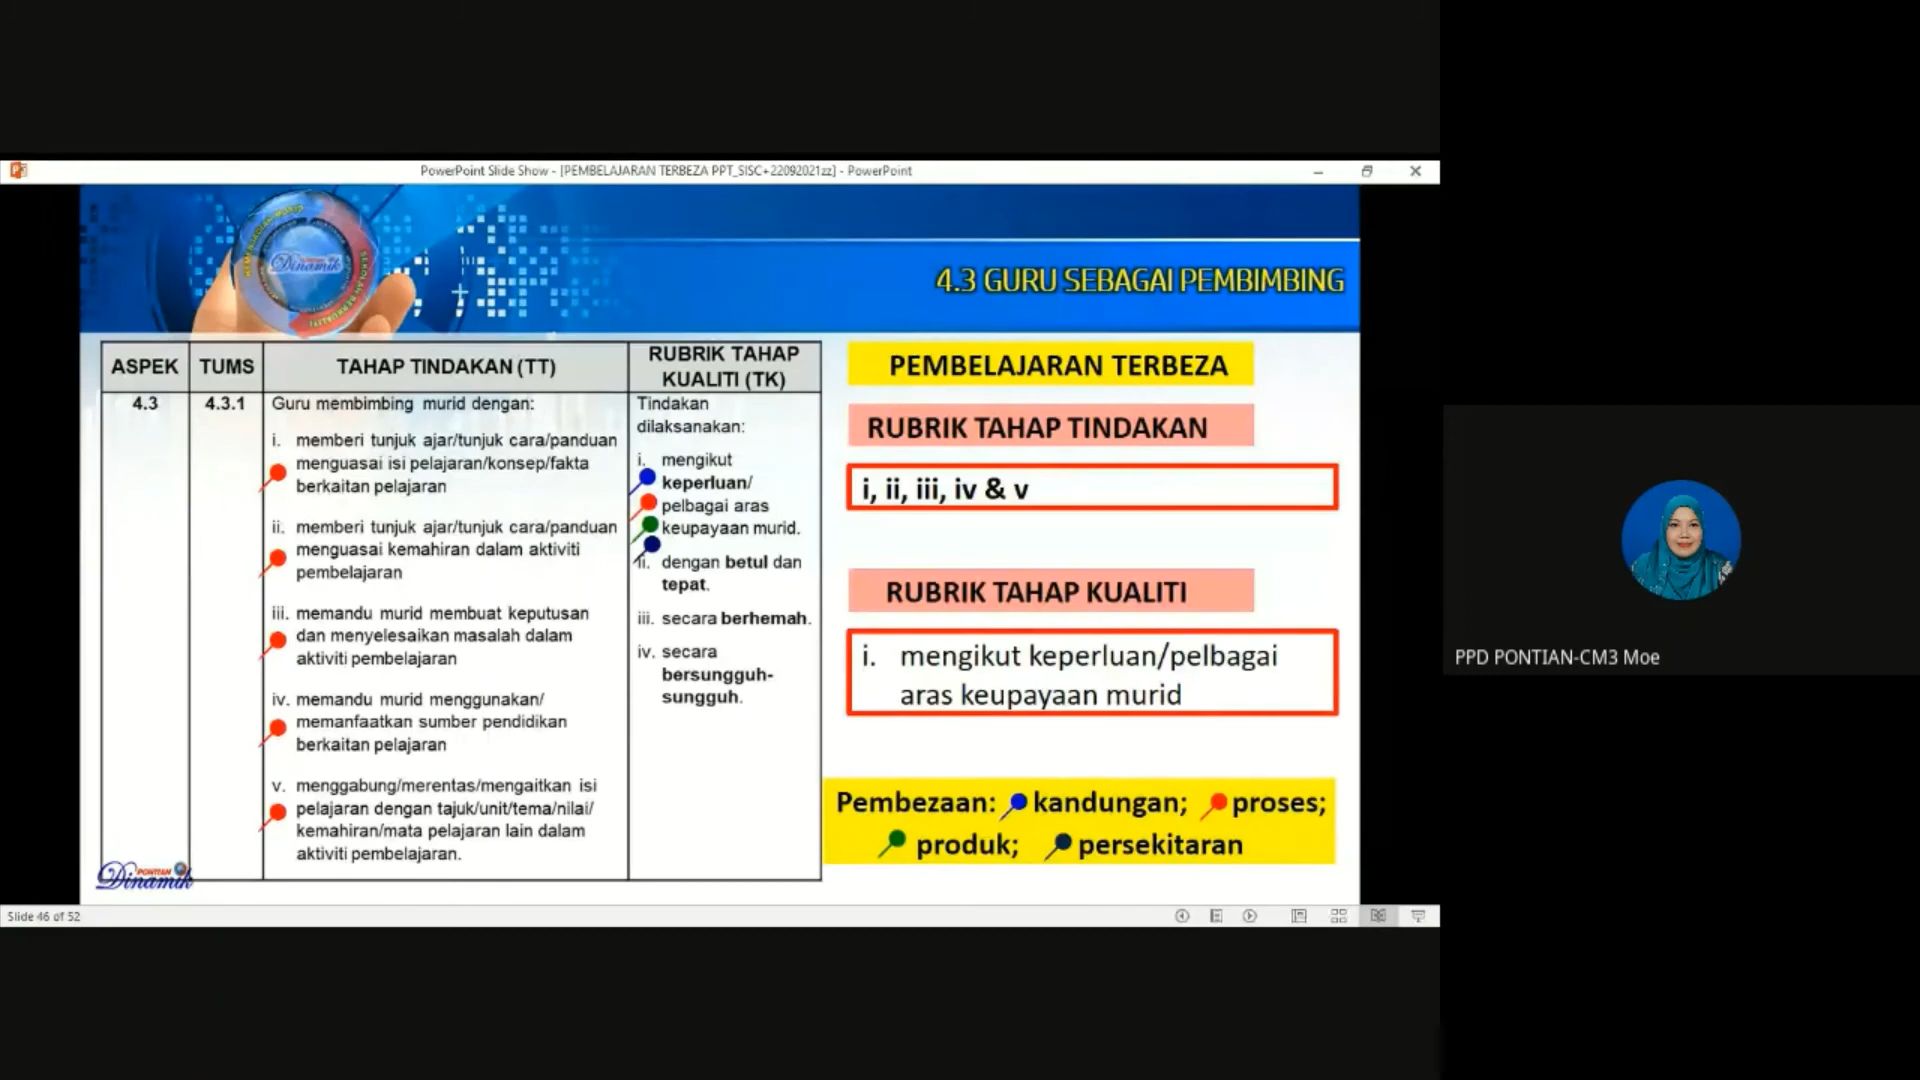 PowerPoint Slide Show - [PEMBELAJARAN TERBEZA PPT_SISC+22092021zz] - PowerPoint
Dinamik
4.3 GURU SEBAGAI PEMBIMBING
ASPEK
TUMS
TAHAP TINDAKAN (TT)
RUBRIK TAHAP
KUALITI (TK)
4.3
4.3.1
Guru membimbing murid dengan:
i. memberi tunjuk ajar/tunjuk cara/panduan
menguasai isi pelajaran/konsep/fakta
berkaitan pelajaran
ii. memberi tunjuk ajar/tunjuk cara/panduan
menguasai kemahiran dalam aktiviti
pembelajaran
iii. memandu murid membuat keputusan
dan menyelesaikan masalah dalam
aktiviti pembelajaran
iv. memandu murid menggunakan/
memanfaatkan sumber pendidikan
berkaitan pelajaran
v. menggabung/merentas/mengaitkan isi
pelajaran dengan tajuk/unit/tema/nilai/
kemahiran/mata pelajaran lain dalam
aktiviti pembelajaran.
Tindakan
dilaksanakan:
i. mengikut
keperluan/
pelbagai aras
keupayaan murid.
ii. dengan betul dan
tepat.
iii. secara berhemah.
iv. secara
bersungguh-
sungguh.
PEMBELAJARAN TERBEZA
RUBRIK TAHAP TINDAKAN
i, ii, iii, iv & v
RUBRIK TAHAP KUALITI
i. mengikut keperluan/pelbagai
aras keupayaan murid
Pembezaan: kandungan; proses;
produk; persekitaran
PONTIAN
Dinamik
Slide 46 of 52
PPD PONTIAN-CM3 Moe